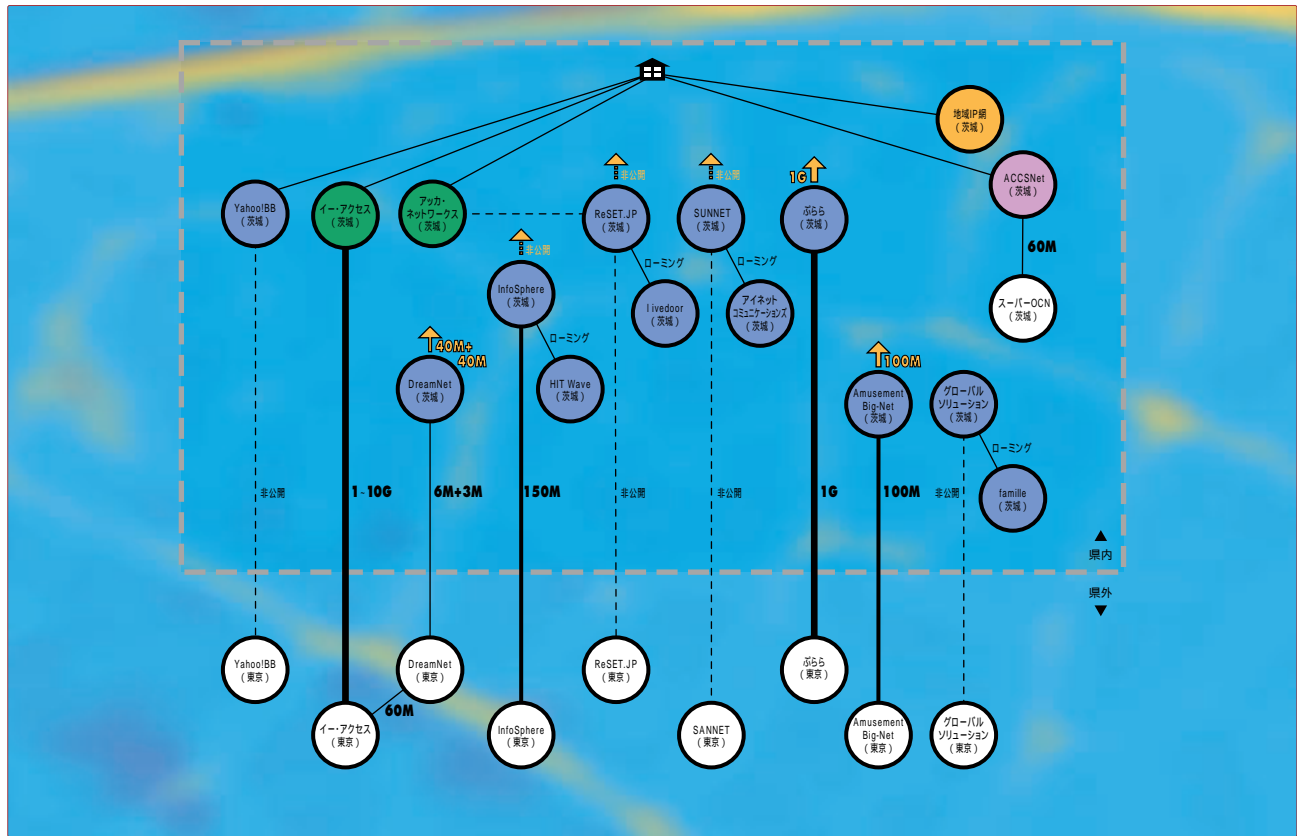 地域IP網
(茨城)
ACCSNet
(茨城)
60M
スーパーOCN
(茨城)
Yahoo!BB
(茨城)
イー・アクセス
(茨城)
アッカ・
ネットワークス
(茨城)
非公開
ReSET.JP
(茨城)
ローミング
livedoor
(茨城)
非公開
SUNNET
(茨城)
ローミング
アイネット
コミュニケーションズ
(茨城)
1G
ぷらら
(茨城)
非公開
InfoSphere
(茨城)
ローミング
HIT Wave
(茨城)
40M+
40M
DreamNet
(茨城)
100M
Amusement
Big-Net
(茨城)
グローバル
ソリューション
(茨城)
ローミング
famille
(茨城)
非公開
1-10G
6M+3M
150M
非公開
非公開
1G
100M
非公開
▲
県内
県外
▼
Yahoo!BB
(東京)
イー・アクセス
(東京)
60M
DreamNet
(東京)
InfoSphere
(東京)
ReSET.JP
(東京)
SANNET
(東京)
ぷらら
(東京)
Amusement
Big-Net
(東京)
グローバル
ソリューション
(東京)